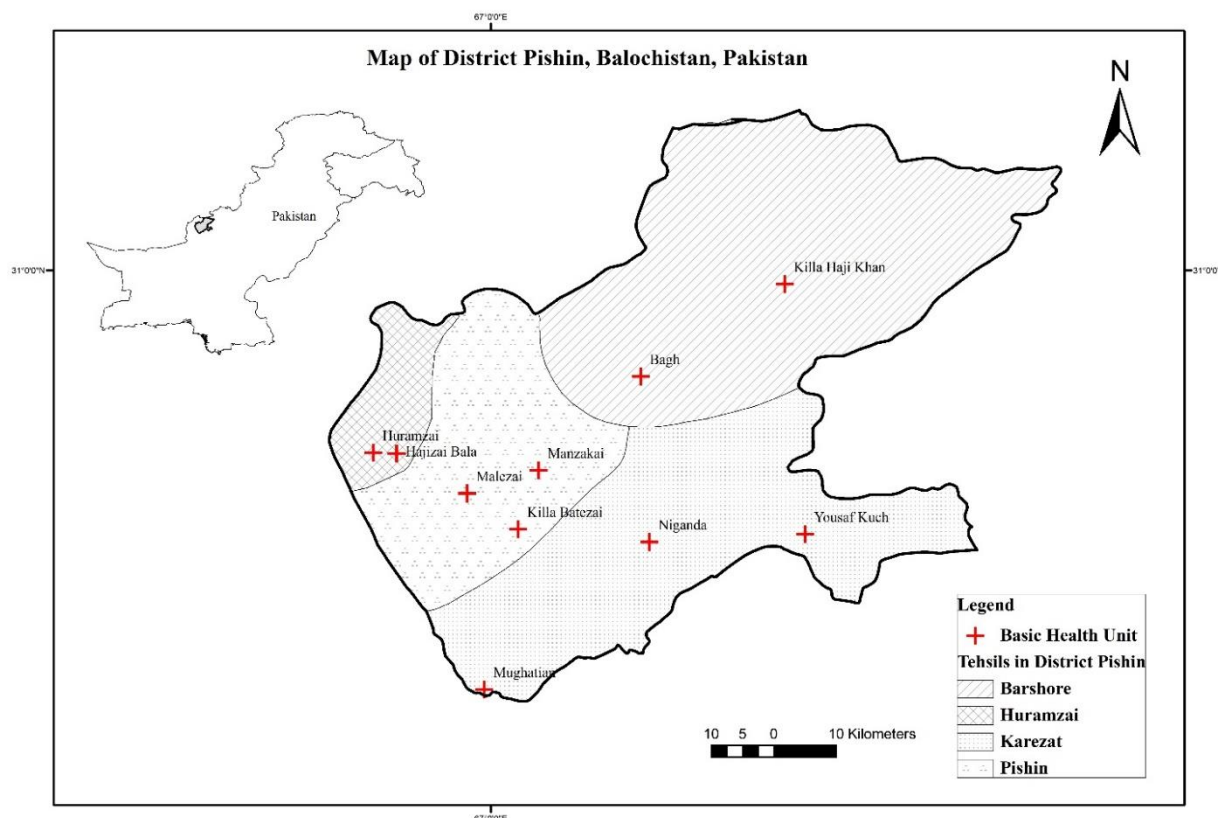 67°0'0"E
Map of District Pishin, Balochistan, Pakistan
N
Pakistan
31°0'0"N
31°0'0"
Killa Haji Khan
Bagh
Huramzai
Hajizai Bala
Manzakai
Malezai
Killa Batezai
Niganda
Yousaf Kuch
Mughatian
Legend
Basic Health Unit
Tehsils in District Pishin
Barshore
Huramzai
Karezat
Pishin
10 5 0 10 Kilometers